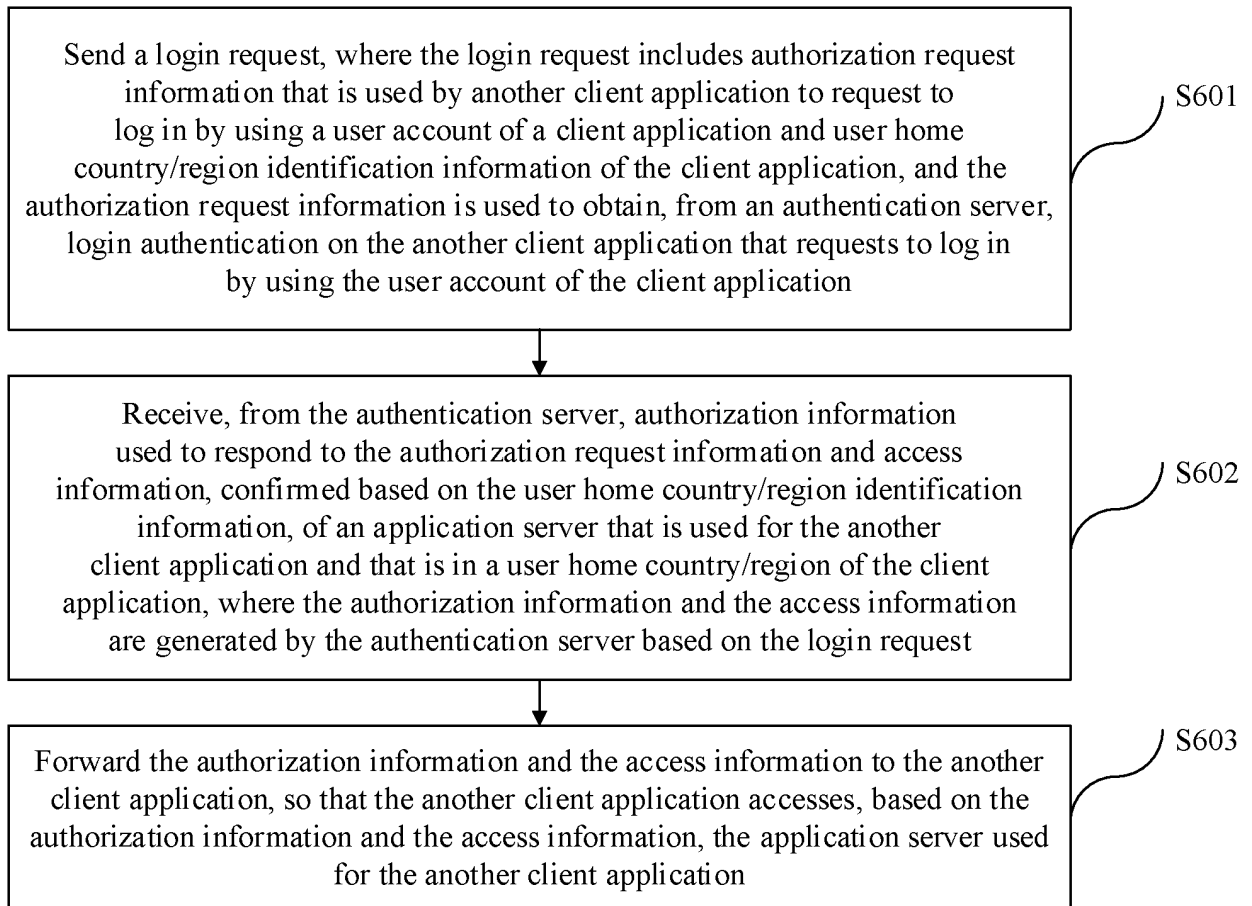 Send a login request, where the login request includes authorization request
information that is used by another client application to request to
log in by using a user account of a client application and user home
country/region identification information of the client application, and the
authorization request information is used to obtain, from an authentication server,
login authentication on the another client application that requests to log in
by using the user account of the client application
S601
Receive, from the authentication server, authorization information
used to respond to the authorization request information and access
information, confirmed based on the user home country/region identification
information, of an application server that is used for the another
client application and that is in a user home country/region of the client
application, where the authorization information and the access information
are generated by the authentication server based on the login request
S602
Forward the authorization information and the access information to the another
client application, so that the another client application accesses, based on the
authorization information and the access information, the application server used
for the another client application
S603